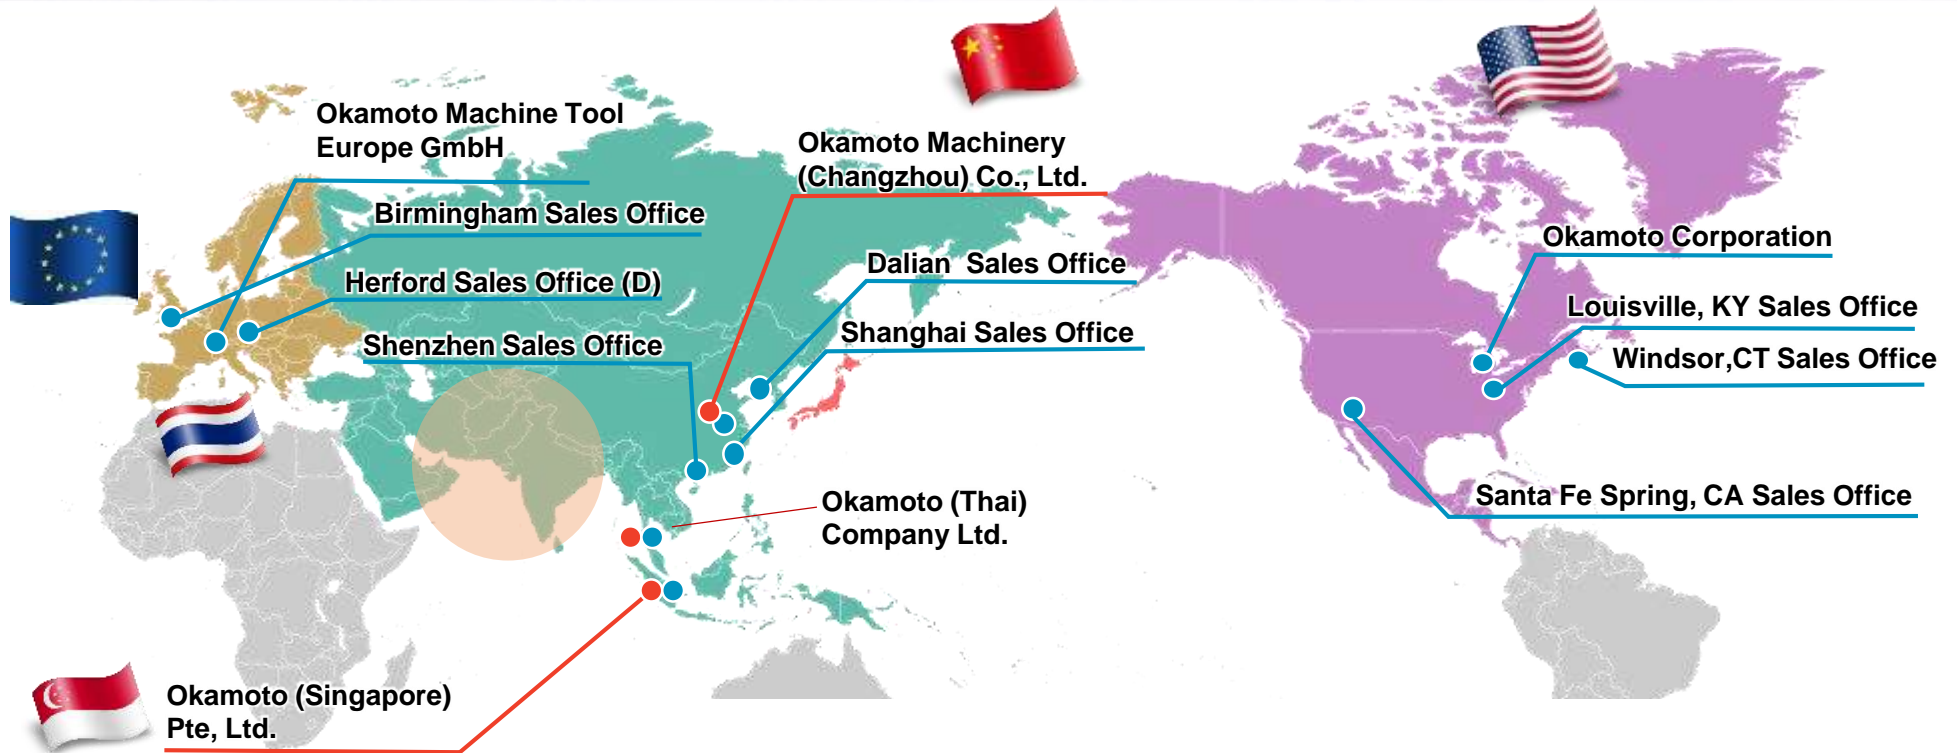 Okamoto Machine Tool
Europe GmbH
Birmingham Sales Office
Herford Sales Office (D)
Shenzhen Sales Office
Okamoto Machinery
(Changzhou) Co., Ltd.
Dalian  Sales Office
Shanghai Sales Office
Okamoto (Thai)
Company Ltd.
Okamoto (Singapore)
Pte, Ltd.
Okamoto Corporation
Louisville, KY Sales Office
Windsor,CT Sales Office
Santa Fe Spring, CA Sales Office